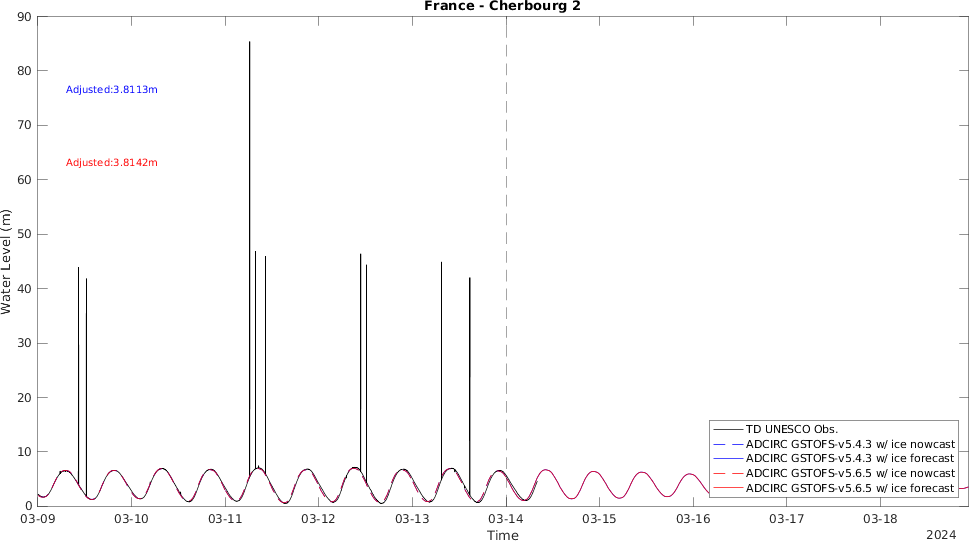 France - Cherbourg 2
90
80
70
60
50
40
30
20
10
0
Water Level (m)
Adjusted:3.8113m
Adjusted:3.8142m
TD UNESCO Obs.
ADCIRC GSTOFS-v5.4.3 w/ ice nowcast
ADCIRC GSTOFS-v5.4.3 w/ ice forecast
ADCIRC GSTOFS-v5.6.5 w/ ice nowcast
ADCIRC GSTOFS-v5.6.5 w/ ice forecast
03-09 03-10 03-11 03-12 03-13 03-14 03-15 03-16 03-17 03-18
Time
2024